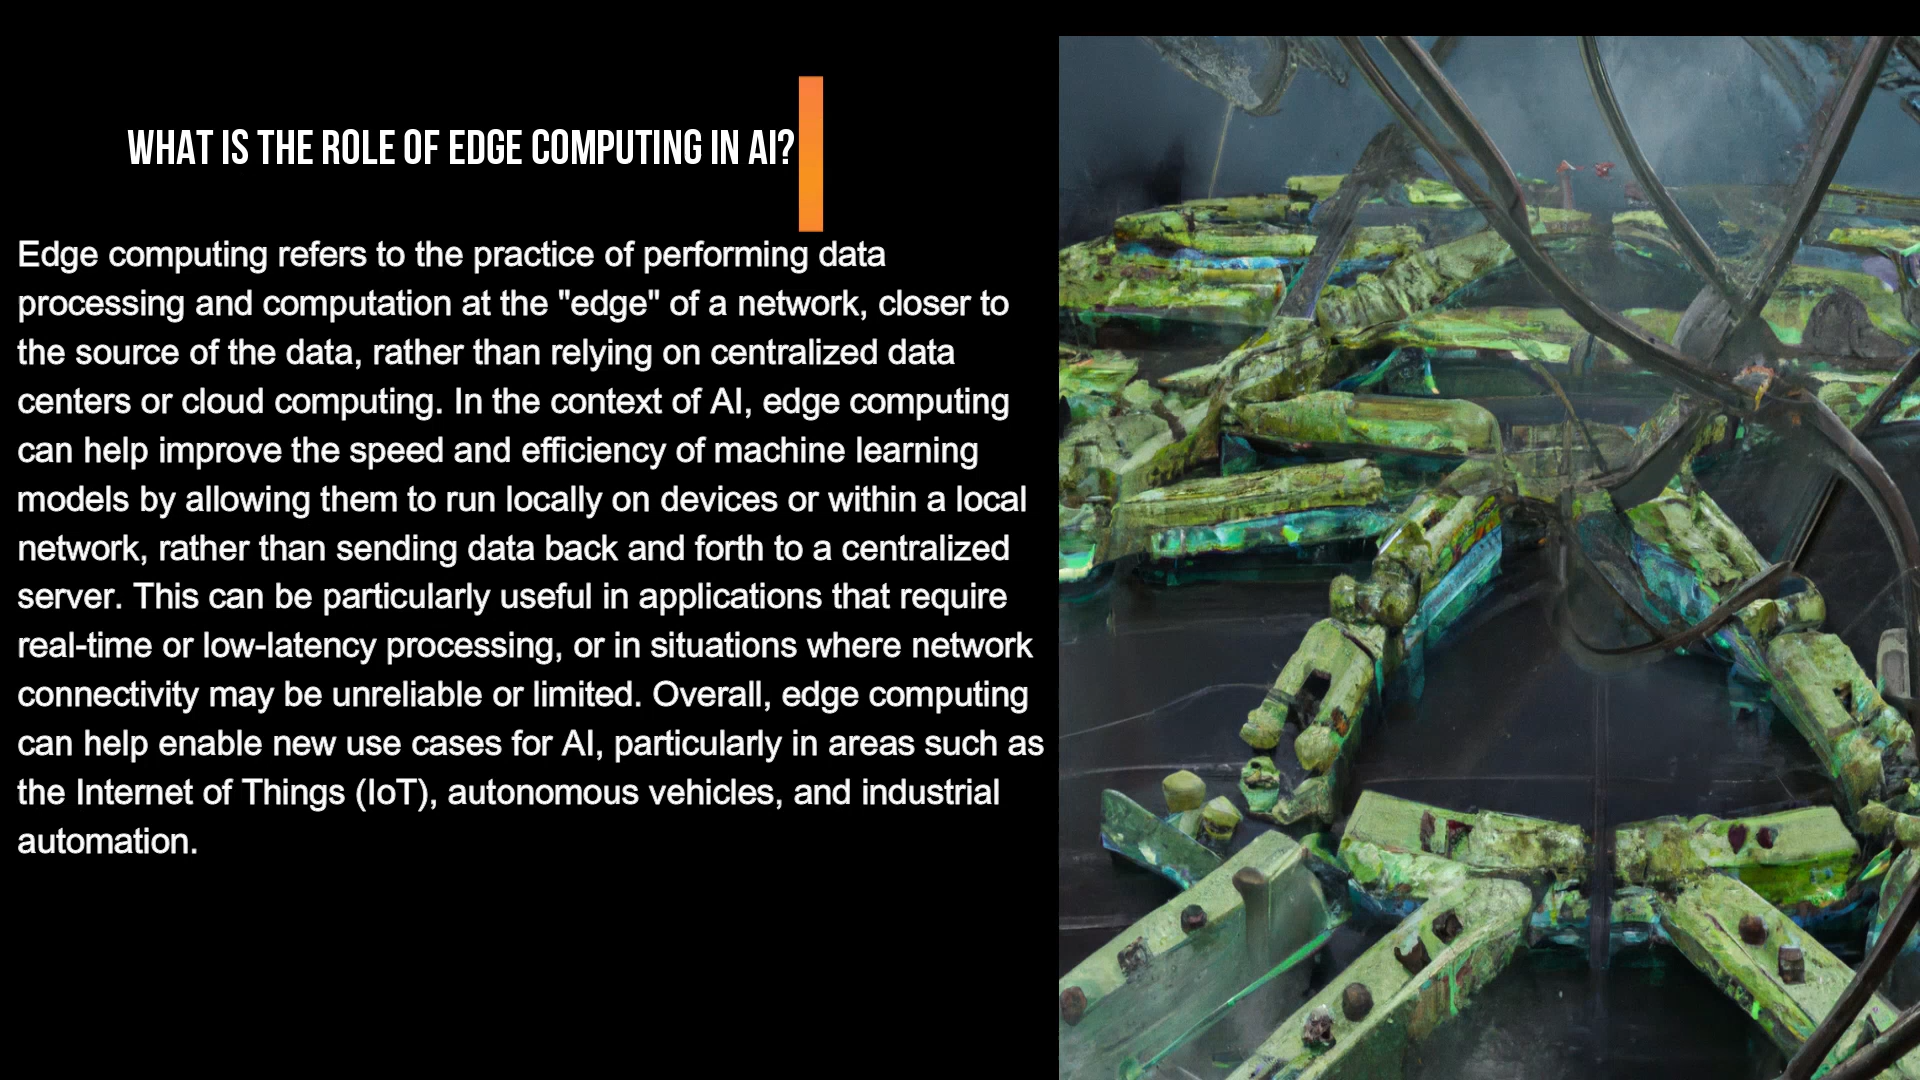 WHAT IS THE ROLE OF EDGE COMPUTING IN AI?
Edge computing refers to the practice of performing data
processing and computation at the "edge" of a network, closer to
the source of the data, rather than relying on centralized data
centers or cloud computing. In the context of AI, edge computing
can help improve the speed and efficiency of machine learning
models by allowing them to run locally on devices or within a local
network, rather than sending data back and forth to a centralized
server. This can be particularly useful in applications that require
real-time or low-latency processing, or in situations where network
connectivity may be unreliable or limited. Overall, edge computing
can help enable new use cases for AI, particularly in areas such as
the Internet of Things (IoT), autonomous vehicles, and industrial
automation.